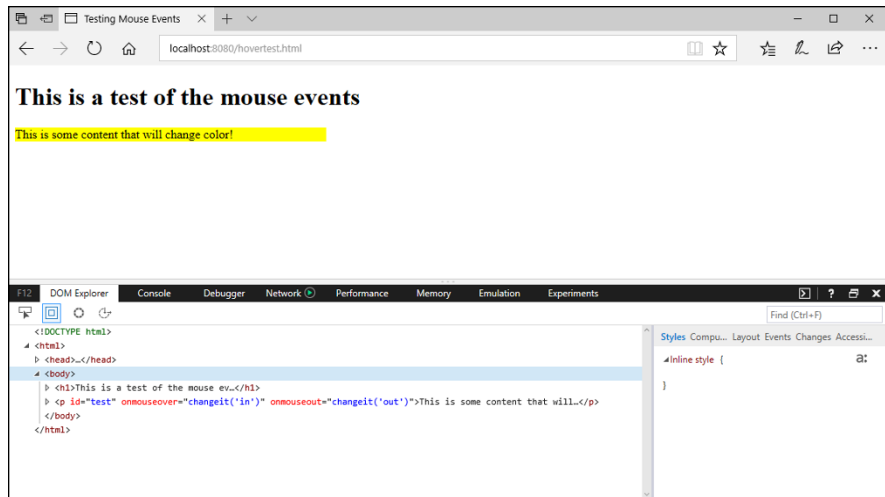 Testing Mouse Events
localhost:8080/hovertest.html
This is a test of the mouse events
This is some content that will change color!
F12 DOM Explorer Console Debugger Network Performance Memory Emulation Experiments ?
Find (Ctrl+F)
<!DOCTYPE html>
<html>
<head>…</head>
<body>
<h1>This is a test of the mouse ev…</h1>
<p id="test" onmouseover="changeit('in')" onmouseout="changeit('out')">This is some content that will…</p>
</body>
</html>
Styles Compu... Layout Events Changes Accessi...
Inline style {
a:
}